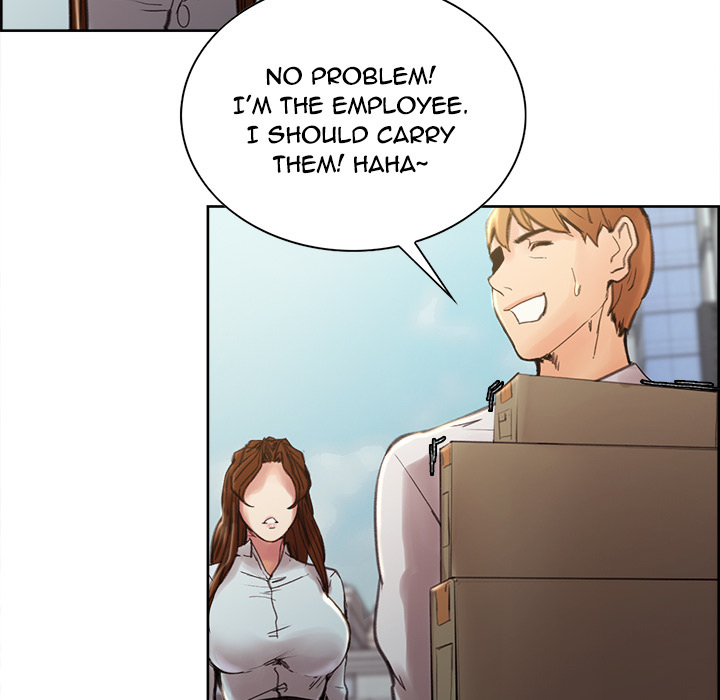 NO PROBLEM!
I'M THE EMPLOYEE.
I SHOULD CARRY
THEM! HAHA~